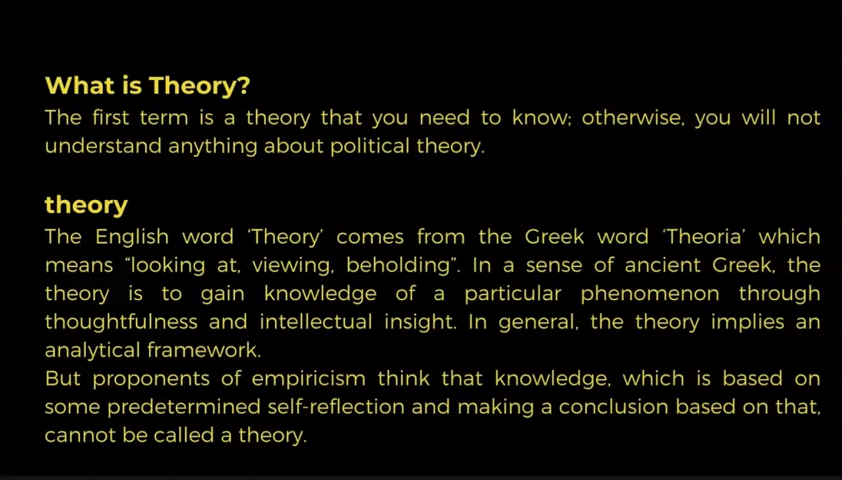 What is Theory?
The first term is a theory that you need to know; otherwise, you will not
understand anything about political theory.
theory
The English word ‘Theory’ comes from the Greek word ‘Theoria’ which
means “looking at, viewing, beholding”. In a sense of ancient Greek, the
theory is to gain knowledge of a particular phenomenon through
thoughtfulness and intellectual insight. In general, the theory implies an
analytical framework.
But proponents of empiricism think that knowledge, which is based on
some predetermined self-reflection and making a conclusion based on that,
cannot be called a theory.